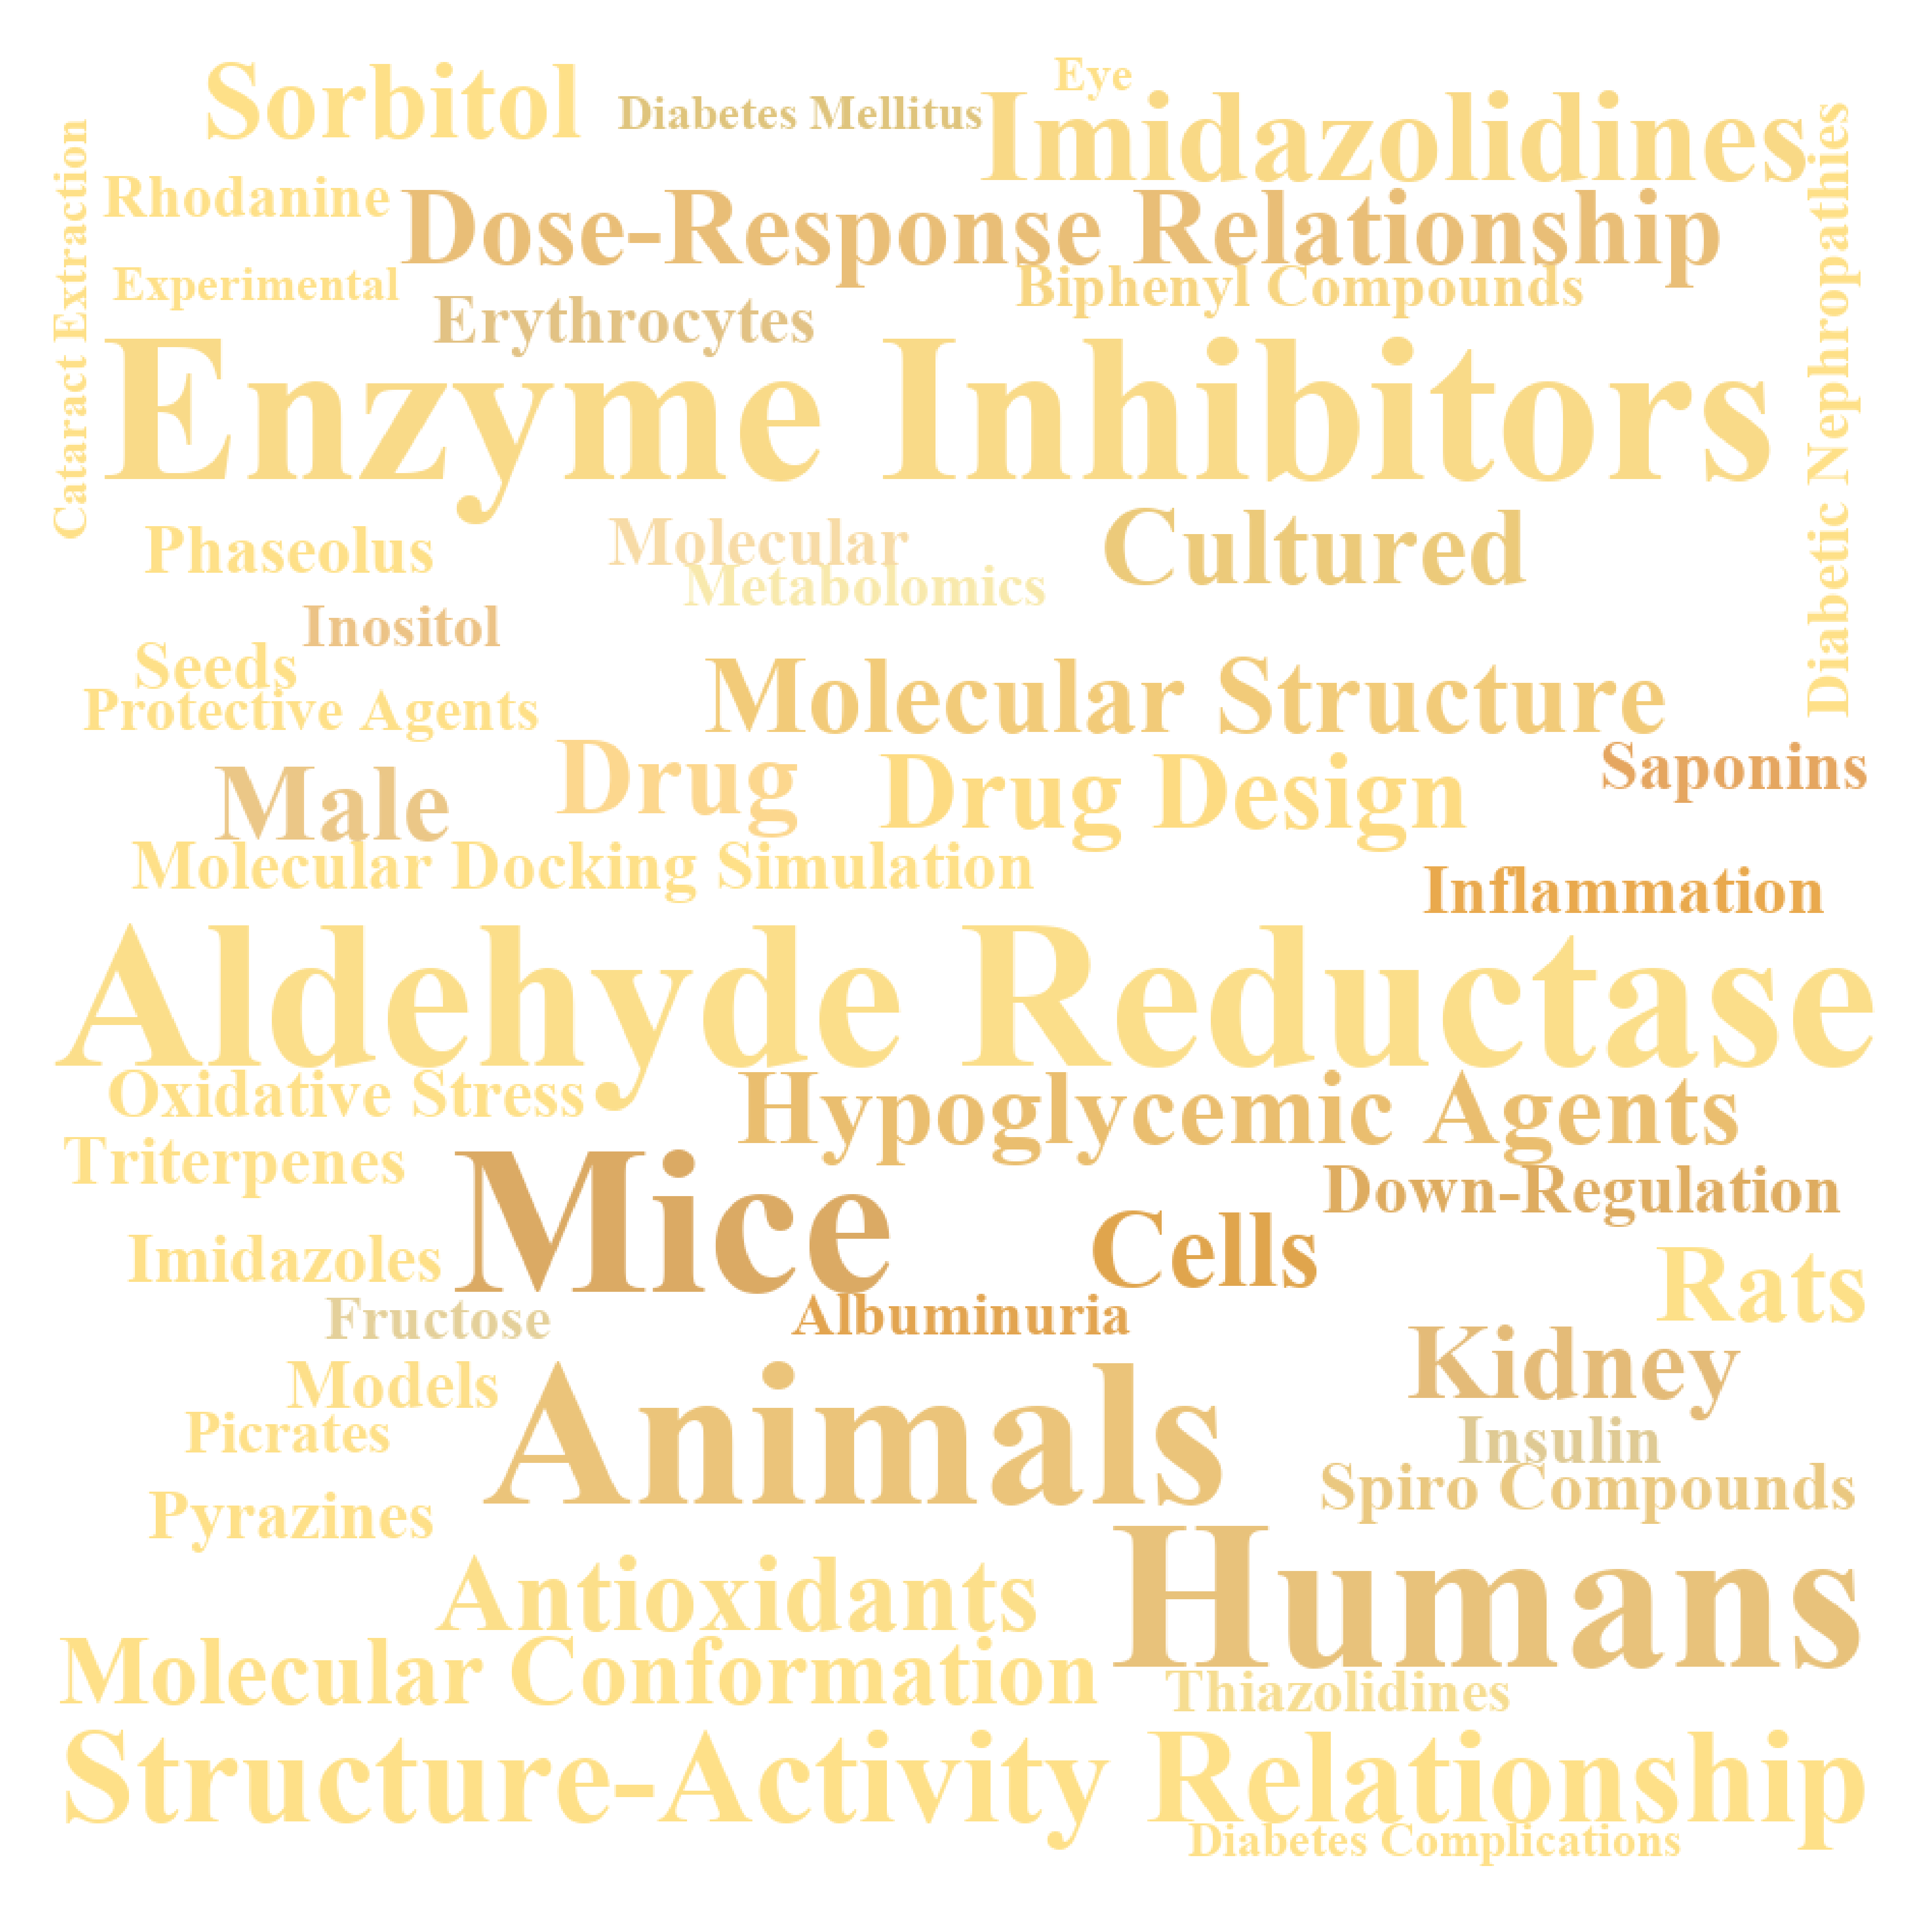 Eye
Sorbitol
Diabetes Mellitus
Imidazolidines
Cataract Extraction
Diabetic Nephropathies
Rhodanine
Dose-Response Relationship
Experimental
Biphenyl Compounds
Erythrocytes
Enzyme Inhibitors
Phaseolus
Molecular
Cultured
Metabolomics
Inositol
Seeds
Molecular Structure
Protective Agents
Drug
Drug Design
Saponins
Male
Molecular Docking Simulation
Inflammation
Aldehyde Reductase
Oxidative Stress
Hypoglycemic Agents
Triterpenes
Mice
Down-Regulation
Cells
Imidazoles
Rats
Fructose
Albuminuria
Kidney
Models
Animals
Picrates
Insulin
Spiro Compounds
Pyrazines
Antioxidants
Humans
Molecular Conformation
Thiazolidines
Structure-Activity Relationship
Diabetes Complications